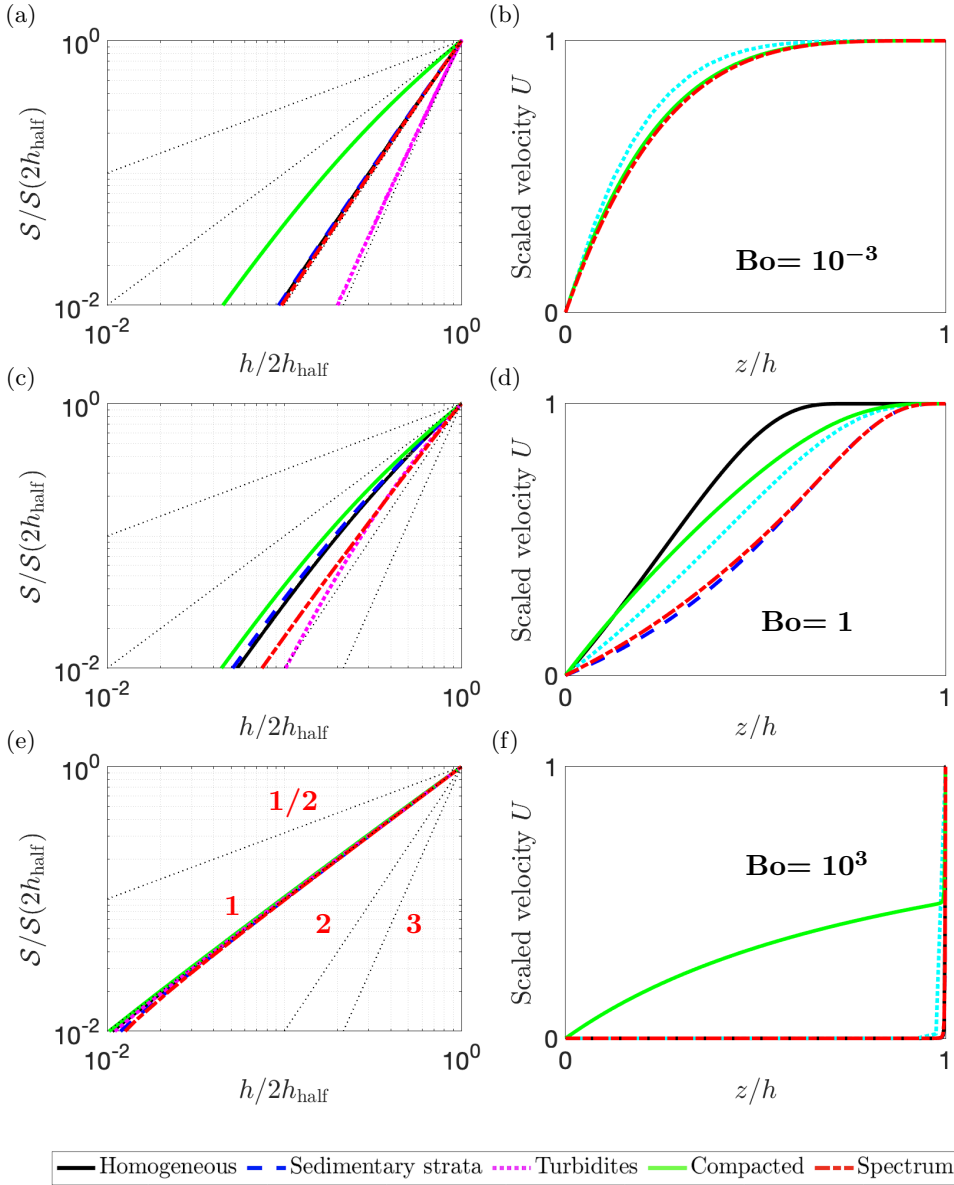 (a)
10^0
S/S(2h_half)
10^-2
10^-2
10^0
h/2h_half
(b)
1
Scaled velocity U
0
0
1
z/h
Bo= 10^-3
(c)
10^0
S/S(2h_half)
10^-2
10^-2
10^0
h/2h_half
(d)
1
Scaled velocity U
0
0
1
z/h
Bo= 1
(e)
10^0
S/S(2h_half)
10^-2
10^-2
10^0
h/2h_half
1/2
1
2
3
(f)
1
Scaled velocity U
0
0
1
z/h
Bo= 10^3
Homogeneous Sedimentary strata Turbidites Compacted Spectrum